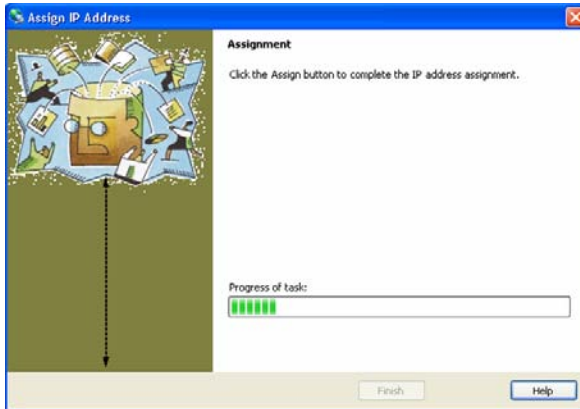 Assign IP Address
Assignment
Click the Assign button to complete the IP address assignment.
Progress of task:
Finish
Help